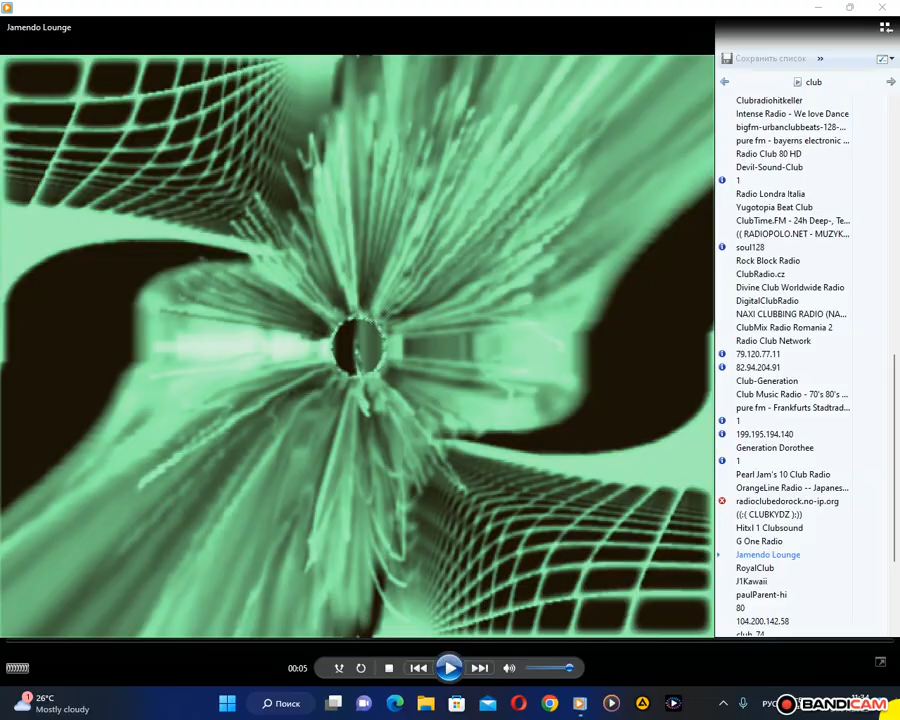 Jamendo Lounge
Сохранить список
»
club
Clubradiohitkeller
Intense Radio - We love Dance
bigfm-urbanclubbeats-128-...
pure fm - bayerns electronic ...
Radio Club 80 HD
Devil-Sound-Club
1
Radio Londra Italia
Yugotopia Beat Club
ClubTime.FM - 24h Deep-, Te...
(( RADIOPOLO.NET - MUZYK...
soul128
Rock Block Radio
ClubRadio.cz
Divine Club Worldwide Radio
DigitalClubRadio
NAXI CLUBBING RADIO (NA...
ClubMix Radio Romania 2
Radio Club Network
79.120.77.11
82.94.204.91
Club-Generation
Club Music Radio - 70's 80's ...
pure fm - Frankfurts Stadtrad...
1
199.195.194.140
Generation Dorothee
1
Pearl Jam's 10 Club Radio
OrangeLine Radio -- Japanes...
radioclubedorock.no-ip.org
((:( CLUBKYDZ ):))
Hitxl 1 Clubsound
G One Radio
Jamendo Lounge
RoyalClub
J1Kawaii
paulParent-hi
80
104.200.142.58
club_74
00:05
1
26°C
Mostly cloudy
Поиск
BANDICAM